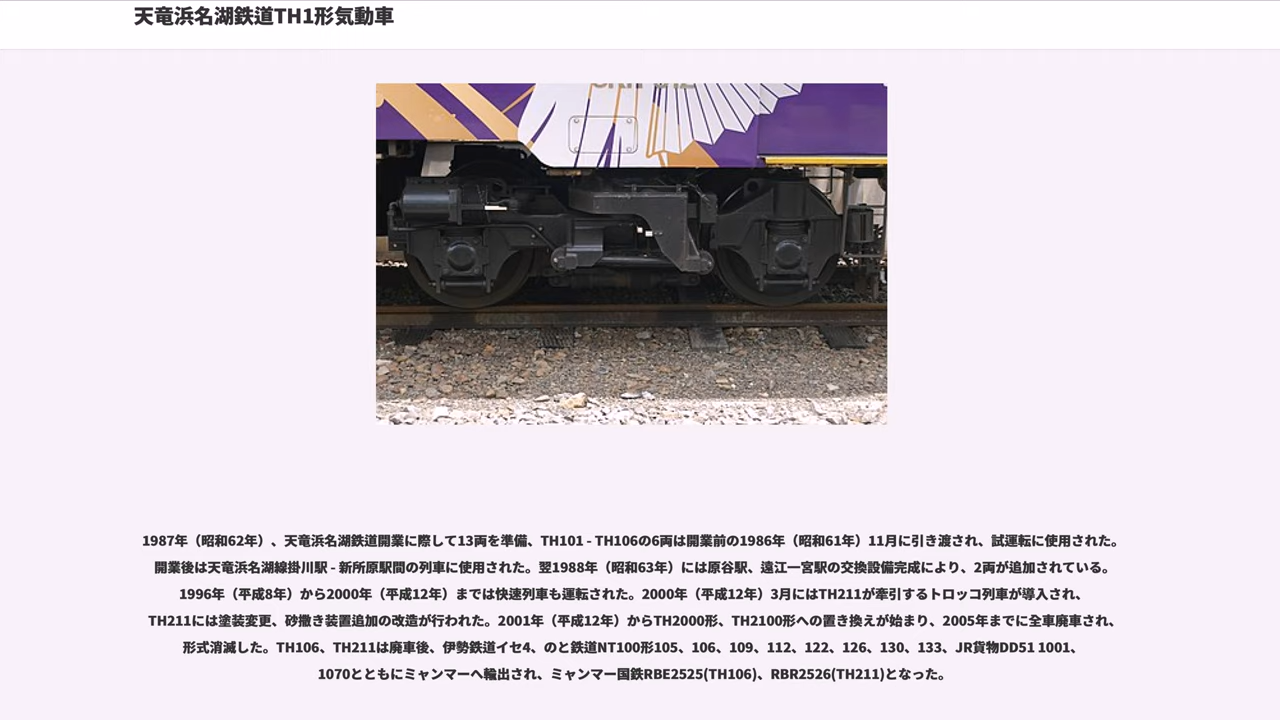 天竜浜名湖鉄道TH1形気動車
1987年（昭和62年）、天竜浜名湖鉄道開業に際して13両を準備、TH101 - TH106の6両は開業前の1986年（昭和61年）11月に引き渡され、試運転に使用された。
開業後は天竜浜名湖線掛川駅 - 新所原駅間の列車に使用された。翌1988年（昭和63年）には原谷駅、遠江一宮駅の交換設備完成により、2両が追加されている。
1996年（平成8年）から2000年（平成12年）までは快速列車も運転された。2000年（平成12年）3月にはTH211が牽引するトロッコ列車が導入され、
TH211には塗装変更、砂撒き装置追加の改造が行われた。2001年（平成12年）からTH2000形、TH2100形への置き換えが始まり、2005年までに全車廃車され、
形式消滅した。TH106、TH211は廃車後、伊勢鉄道イセ4、のと鉄道NT100形105、106、109、112、122、126、130、133、JR貨物DD51 1001、
1070とともにミャンマーへ輸出され、ミャンマー国鉄RBE2525(TH106)、RBR2526(TH211)となった。